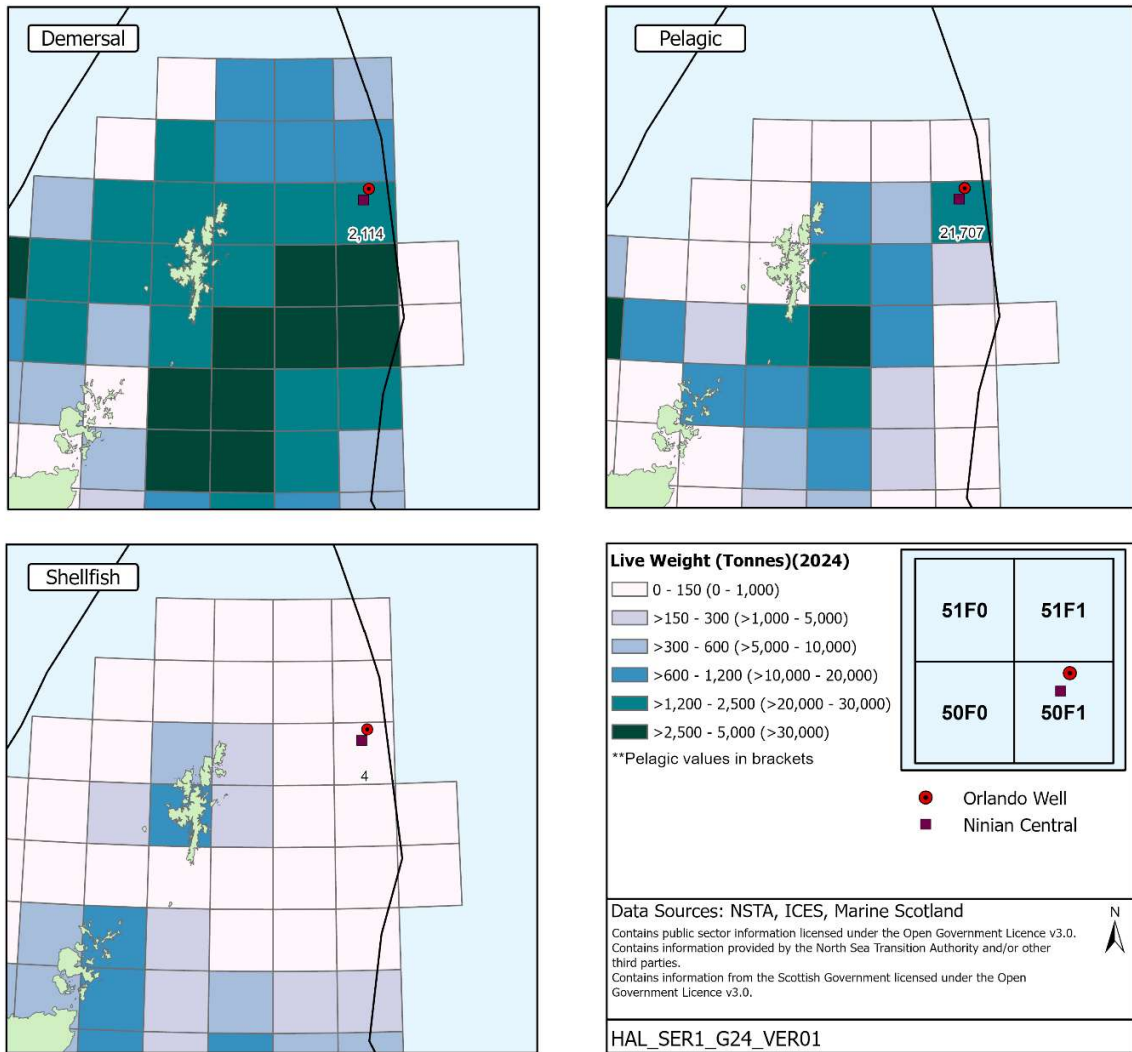 Demersal
2,114
Pelagic
21,707
Shellfish
4
Live Weight (Tonnes)(2024)
0 - 150 (0 - 1,000)
>150 - 300 (>1,000 - 5,000)
>300 - 600 (>5,000 - 10,000)
>600 - 1,200 (>10,000 - 20,000)
>1,200 - 2,500 (>20,000 - 30,000)
>2,500 - 5,000 (>30,000)
**Pelagic values in brackets
51F0 51F1
50F0 50F1
Orlando Well
Ninian Central
Data Sources: NSTA, ICES, Marine Scotland
N
Contains public sector information licensed under the Open Government Licence v3.0.
Contains information provided by the North Sea Transition Authority and/or other
third parties.
Contains information from the Scottish Government licensed under the Open
Government Licence v3.0.
HAL_SER1_G24_VER01